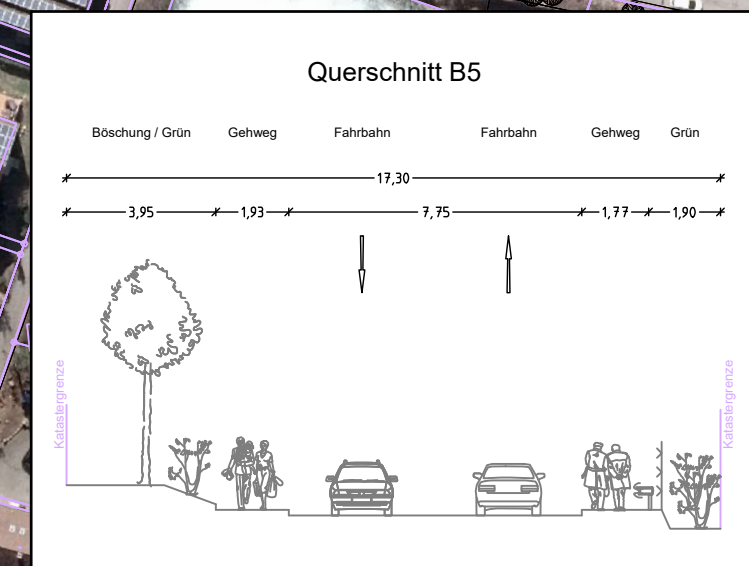 Querschnitt B5
Böschung / Grün Gehweg Fahrbahn Fahrbahn Gehweg Grün
17,30
3,95 1,93 7,75 1,77 1,90
Katastergrenze
Katastergrenze